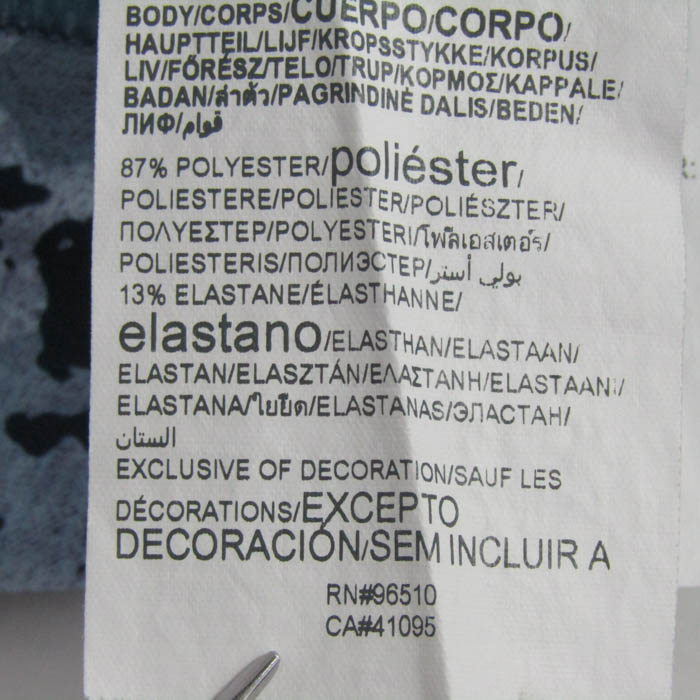 BODY/CORPS/CUERPO/CORPO/
HAUPTTEIL/LIJF/KROPSSTYKKE/KORPUS/
LIV/FŐRÉSZ/TELO/TRUP/ΚΟΡΜΟΣ/KAPPALE/
BADAN/ลำตัว/PAGRINDINĖ DALIS/BEDEN/
ЛИФ/قوام
87% POLYESTER/poliéster/
POLIESTERE/POLIESTER/POLIÉSZTER/
ΠΟΛΥΕΣΤΕΡ/POLYESTERI/โพลีเอสเตอร์/
POLIESTERIS/ПОЛИЭСТЕР/بولي أستر
13% ELASTANE/ÉLASTHANNE/
elastano/ELASTHAN/ELASTAAN/
ELASTAN/ELASZTÁN/ΕΛΑΣΤΑΝΗ/ELASTAANI/
ELASTANA/ใยยืด/ELASTANAS/ЭЛАСТАН/
الستان
EXCLUSIVE OF DECORATION/SAUF LES
DÉCORATIONS/EXCEPTO
DECORACIÓN/SEM INCLUIR A
RN#96510
CA#41095